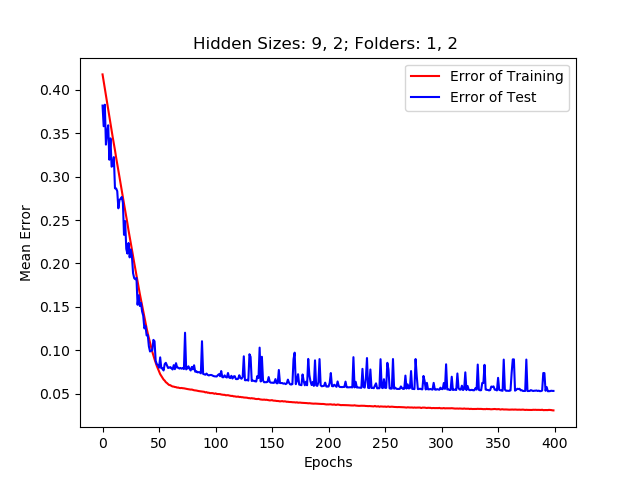 Hidden Sizes: 9, 2; Folders: 1, 2
Error of Training
Error of Test
Mean Error
0.40
0.35
0.30
0.25
0.20
0.15
0.10
0.05
0 50 100 150 200 250 300 350 400
Epochs